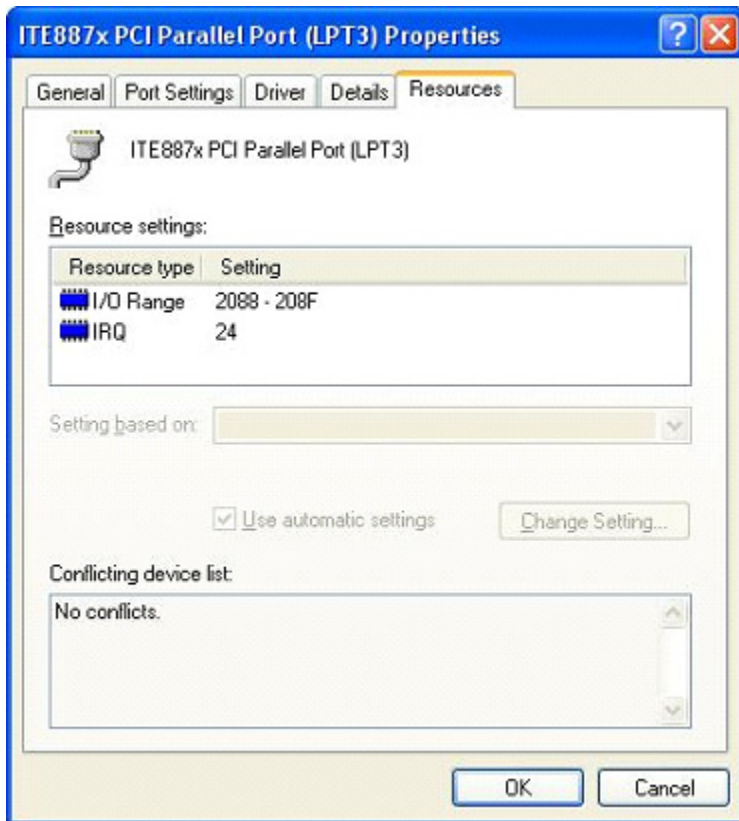 ITE887x PCI Parallel Port (LPT3) Properties
General Port Settings Driver Details Resources
ITE887x PCI Parallel Port (LPT3)
Resource settings:
Resource type Setting
I/O Range 2088 - 208F
IRQ 24
Setting based on:
Use automatic settings Change Setting...
Conflicting device list:
No conflicts.
OK Cancel